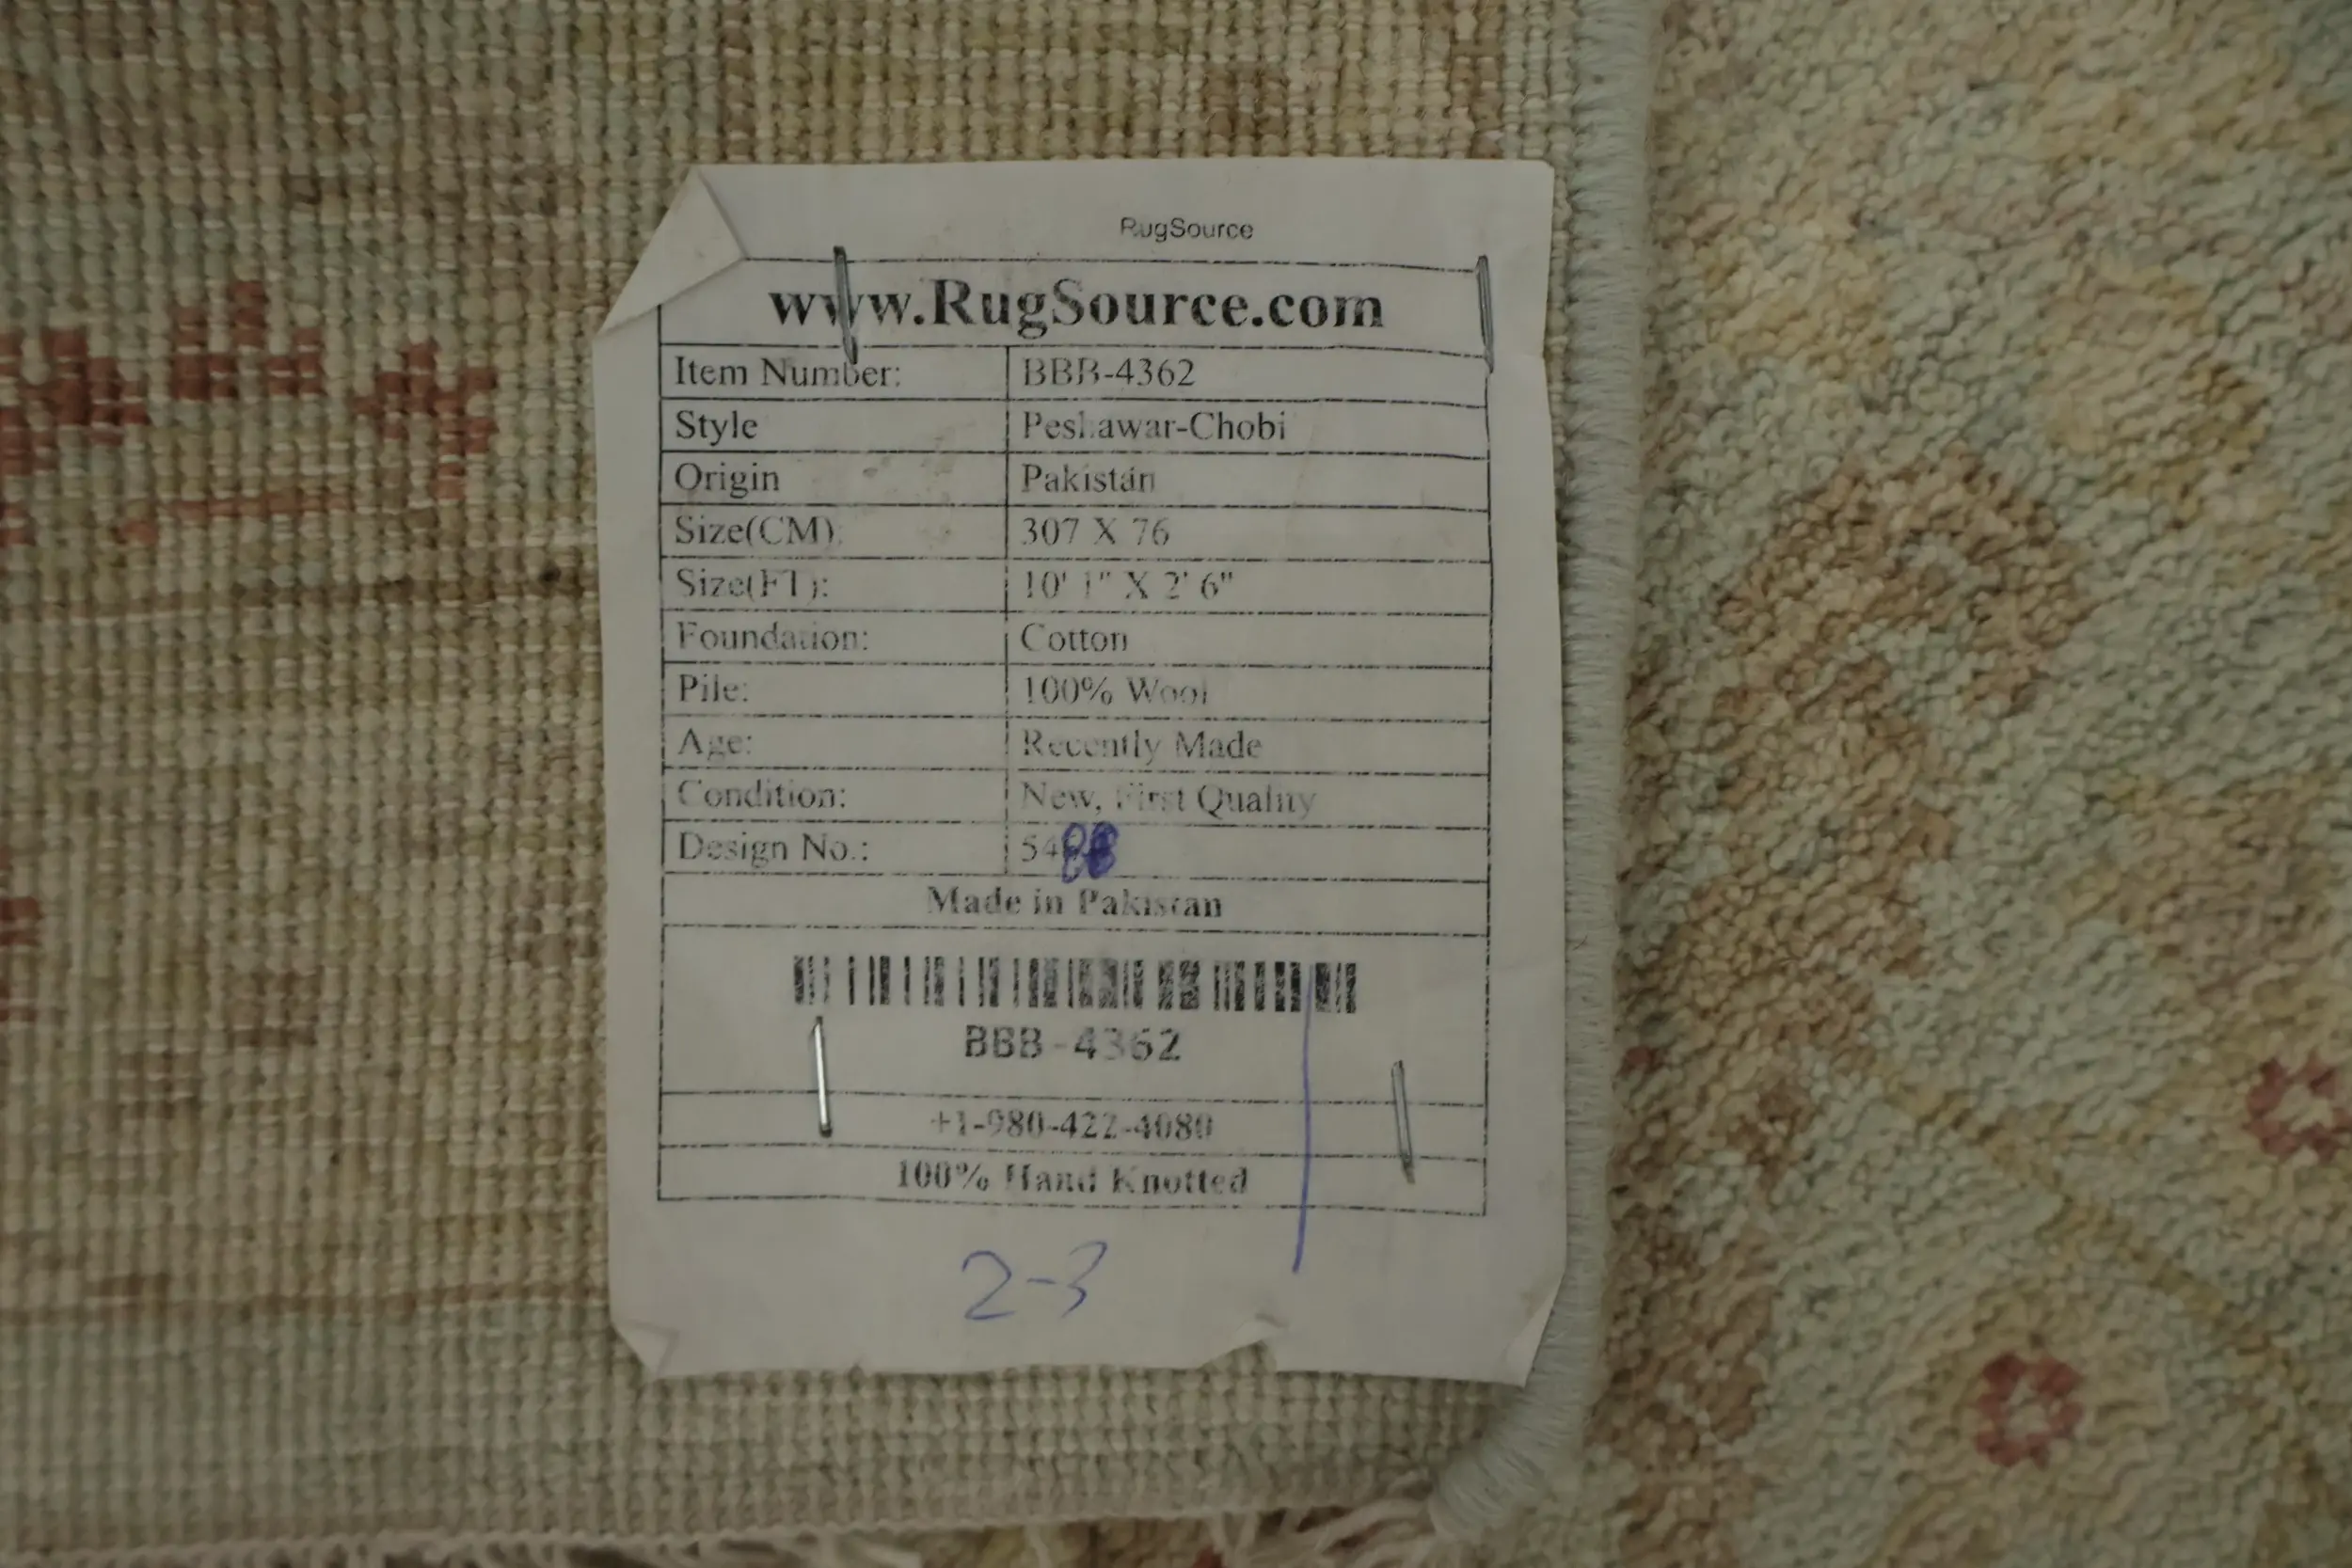 RugSource
www.RugSource.com
Item Number: BBB-4362
Style Peshawar-Chobi
Origin Pakistan
Size(CM): 307 X 76
Size(FT): 10' 1" X 2' 6"
Foundation: Cotton
Pile: 100% Wool
Age: Recently Made
Condition: New, First Quality
Design No.:
Made in Pakistan
BBB-4362
+1-980-422-4080
100% Hand Knotted
2-3